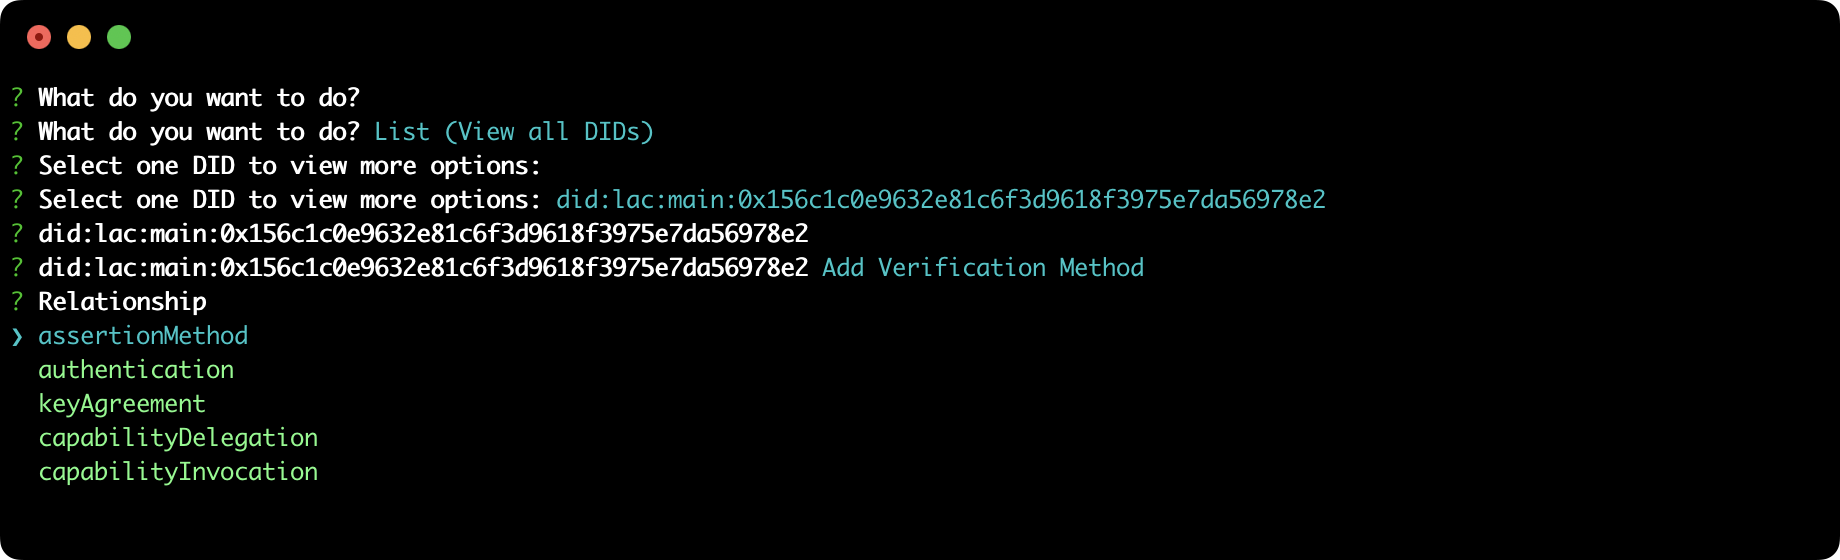 ? What do you want to do?
? What do you want to do? List (View all DIDs)
? Select one DID to view more options:
? Select one DID to view more options: did:lac:main:0x156c1c0e9632e81c6f3d9618f3975e7da56978e2
? did:lac:main:0x156c1c0e9632e81c6f3d9618f3975e7da56978e2
? did:lac:main:0x156c1c0e9632e81c6f3d9618f3975e7da56978e2 Add Verification Method
? Relationship
❯ assertionMethod
authentication
keyAgreement
capabilityDelegation
capabilityInvocation